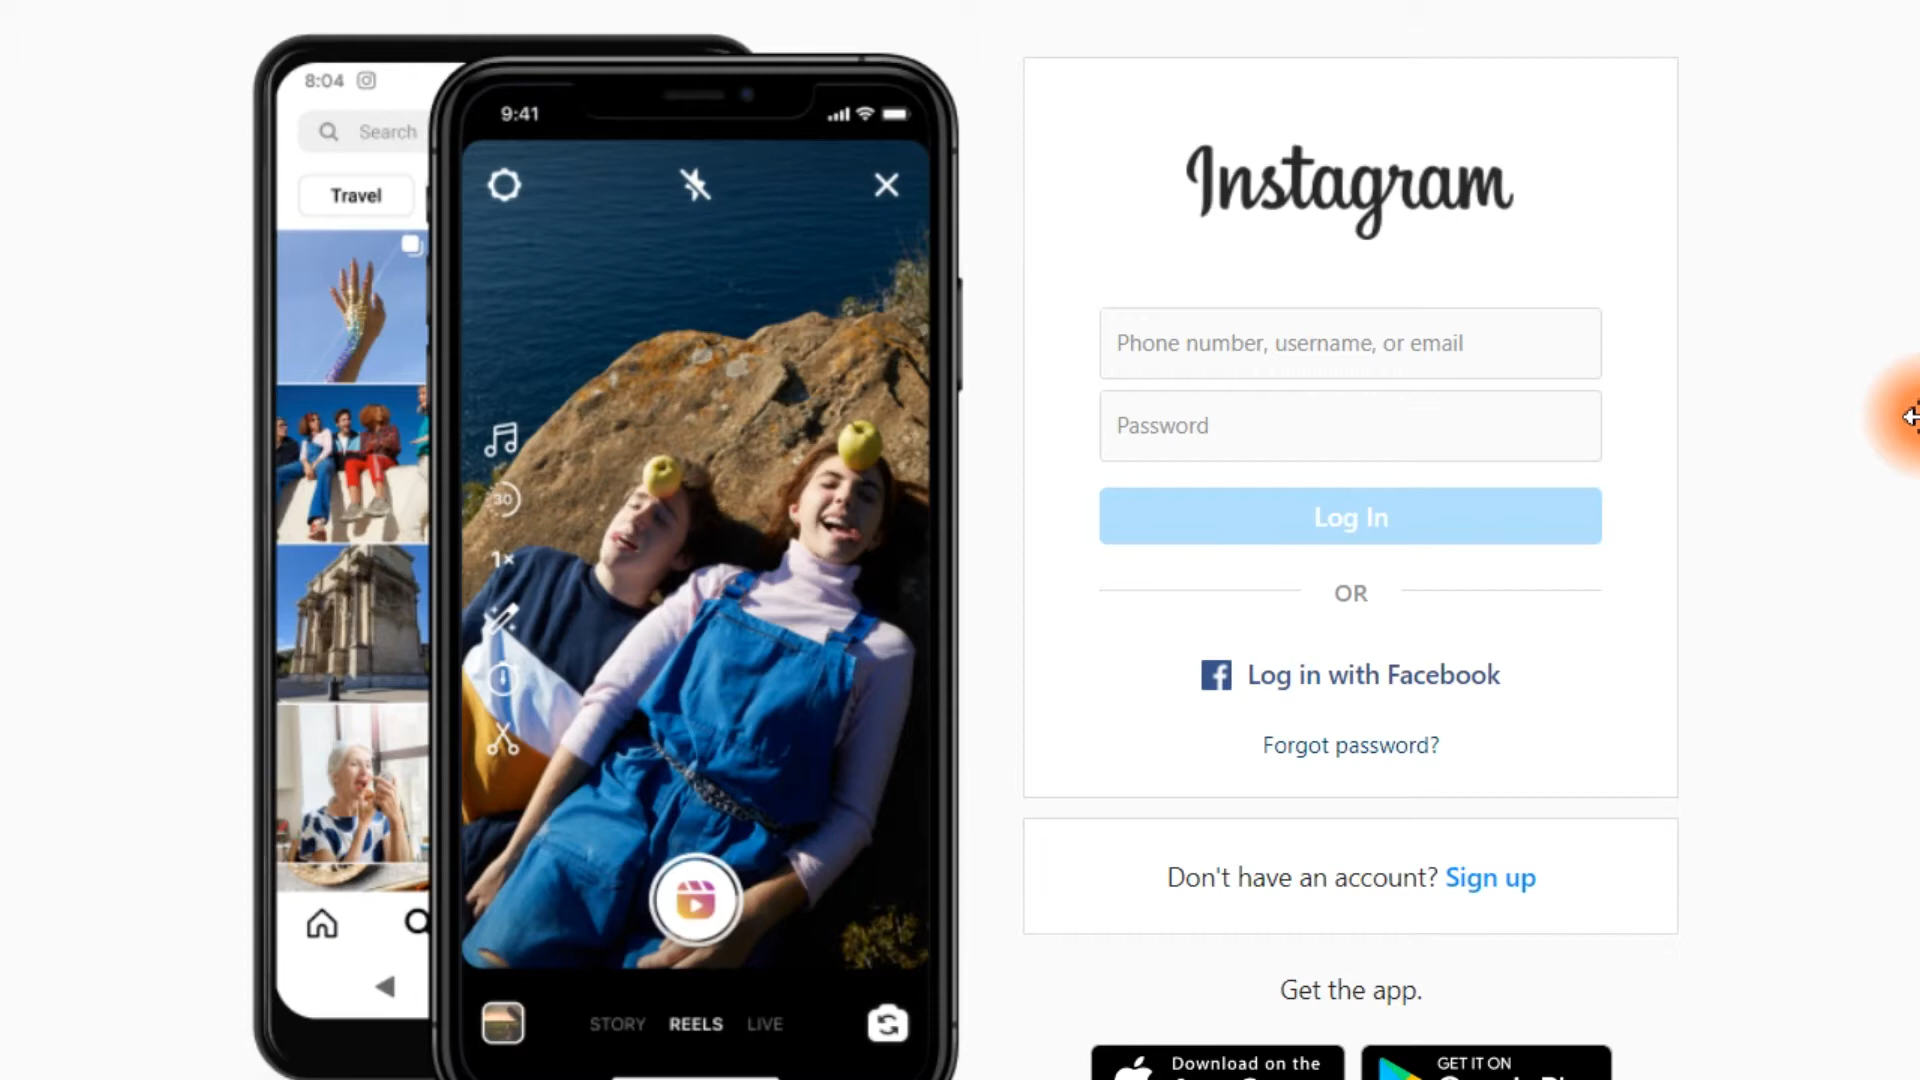 8:04
Search
Travel
9:41
30
1×
STORY REELS LIVE
Instagram
Phone number, username, or email
Password
Log In
OR
Log in with Facebook
Forgot password?
Don't have an account? Sign up
Get the app.
Download on the
GET IT ON